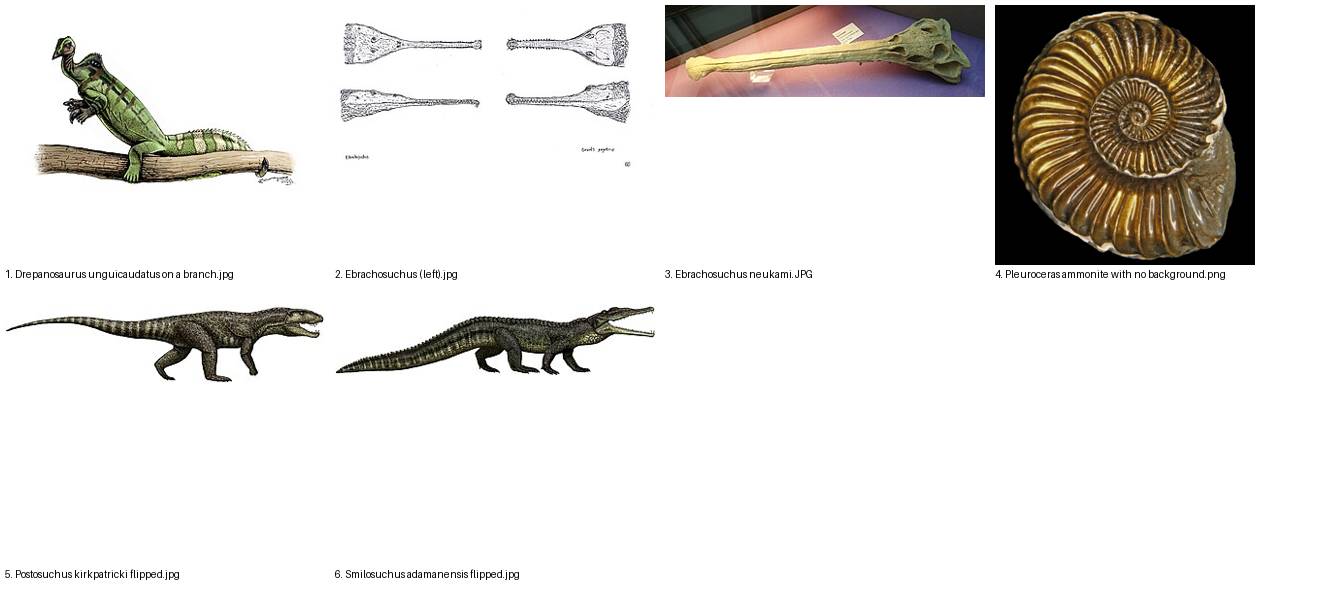 Ebrachosuchus
1. Drepanosaurus unguicaudatus on a branch.jpg
2. Ebrachosuchus (left).jpg
3. Ebrachosuchus neukami.JPG
4. Pleuroceras ammonite with no background.png
5. Postosuchus kirkpatricki flipped.jpg
6. Smilosuchus adamanensis flipped.jpg